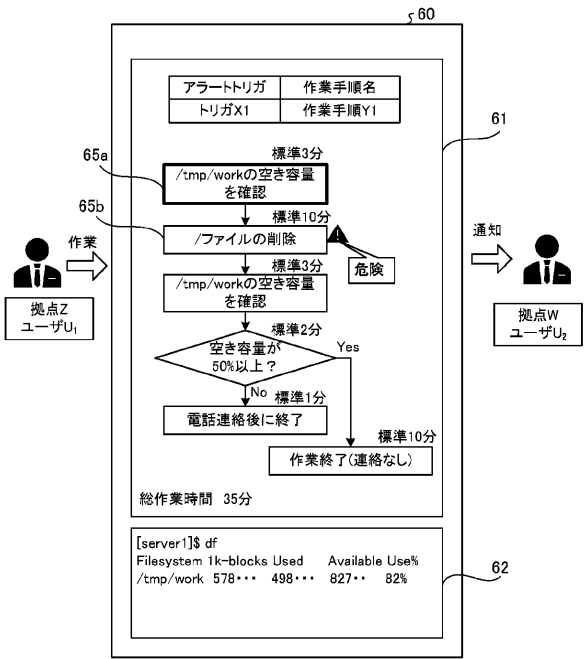 60
アラートトリガ 作業手順名
トリガX1 作業手順Y1
61
65a
標準3分
/tmp/workの空き容量
を確認
65b
標準10分
/ファイルの削除
危険
標準3分
/tmp/workの空き容量
を確認
作業
拠点Z
ユーザU1
通知
拠点W
ユーザU2
標準2分
空き容量が
50%以上?
Yes
No
標準1分
電話連絡後に終了
標準10分
作業終了(連絡なし)
総作業時間 35分
[server1]$ df
Filesystem 1k-blocks Used Available Use%
/tmp/work 578･･･ 498･･･ 827･･ 82%
62